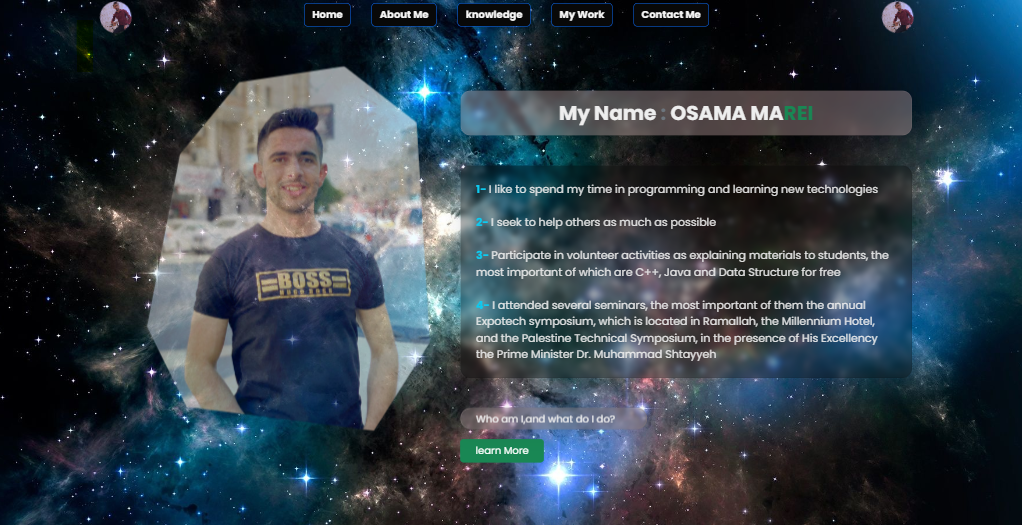 Home About Me knowledge My Work Contact Me
My Name : OSAMA MAREI
1- I like to spend my time in programming and learning new technologies
2- I seek to help others as much as possible
3- Participate in volunteer activities as explaining materials to students, the
most important of which are C++, Java and Data Structure for free
4- I attended several seminars, the most important of them the annual
Expotech symposium, which is located in Ramallah, the Millennium Hotel,
and the Palestine Technical Symposium, in the presence of His Excellency
the Prime Minister Dr. Muhammad Shtayyeh
=BOSS=
Who am I,and what do I do?
learn More